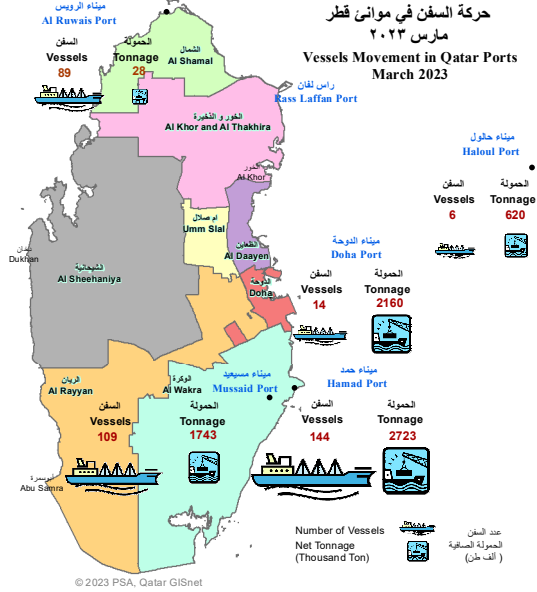 حركة السفن في موانئ قطر
مارس ٢٠٢٣
Vessels Movement in Qatar Ports
March 2023
ميناء الرويس
Al Ruwais Port
السفن
Vessels
89
الحمولة
Tonnage
28
الشمال
Al Shamal
راس لفان
Rass Laffan Port
الخور و الذخيرة
Al Khor and Al Thakhira
الخور
Al Khor
ميناء حالول
Haloul Port
السفن
Vessels
6
الحمولة
Tonnage
620
ام صلال
Umm Slal
الظعاين
Al Daayen
دخان
Dukhan
الشيحانية
Al Sheehaniya
الدوحة
Doha
ميناء الدوحة
Doha Port
السفن
Vessels
14
الحمولة
Tonnage
2160
الريان
Al Rayyan
الوكرة
Al Wakra
ميناء مسيعيد
Mussaid Port
السفن
Vessels
109
الحمولة
Tonnage
1743
ميناء حمد
Hamad Port
السفن
Vessels
144
الحمولة
Tonnage
2723
أبوسمرة
Abu Samra
Number of Vessels
عدد السفن
Net Tonnage
(Thousand Ton)
الحمولة الصافية
( ألف طن)
© 2023 PSA, Qatar GISnet